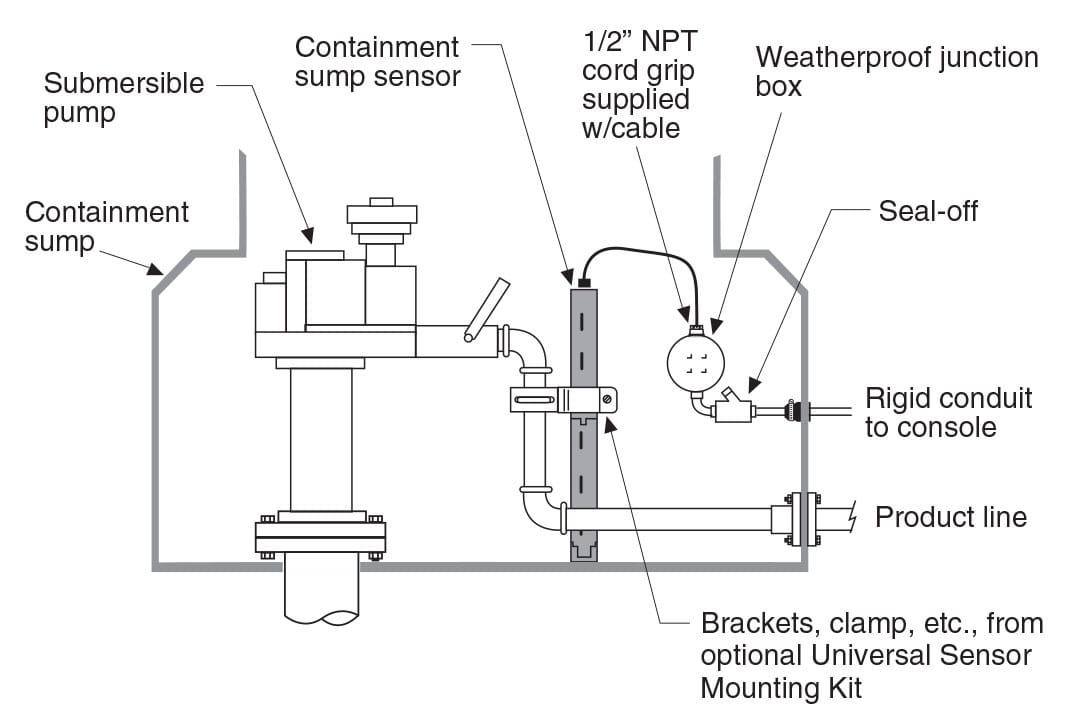 Containment
sump sensor
1/2” NPT
cord grip
supplied
w/cable
Weatherproof junction
box
Submersible
pump
Containment
sump
Seal-off
Rigid conduit
to console
Product line
Brackets, clamp, etc., from
optional Universal Sensor
Mounting Kit